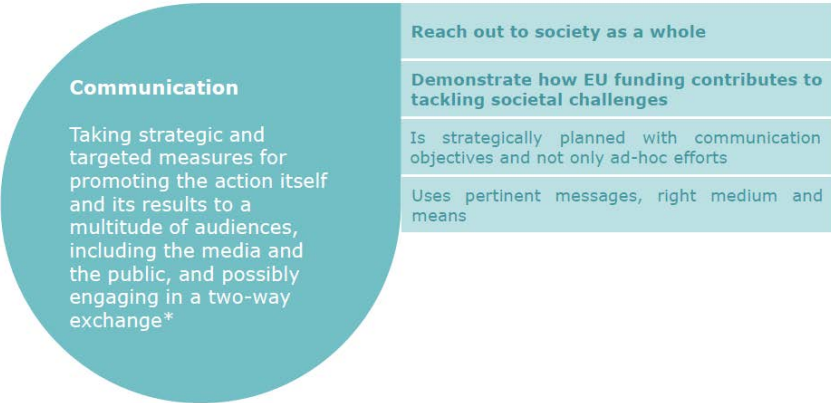 Communication
Taking strategic and
targeted measures for
promoting the action itself
and its results to a
multitude of audiences,
including the media and
the public, and possibly
engaging in a two-way
exchange*
Reach out to society as a whole
Demonstrate how EU funding contributes to
tackling societal challenges
Is strategically planned with communication
objectives and not only ad-hoc efforts
Uses pertinent messages, right medium and
means